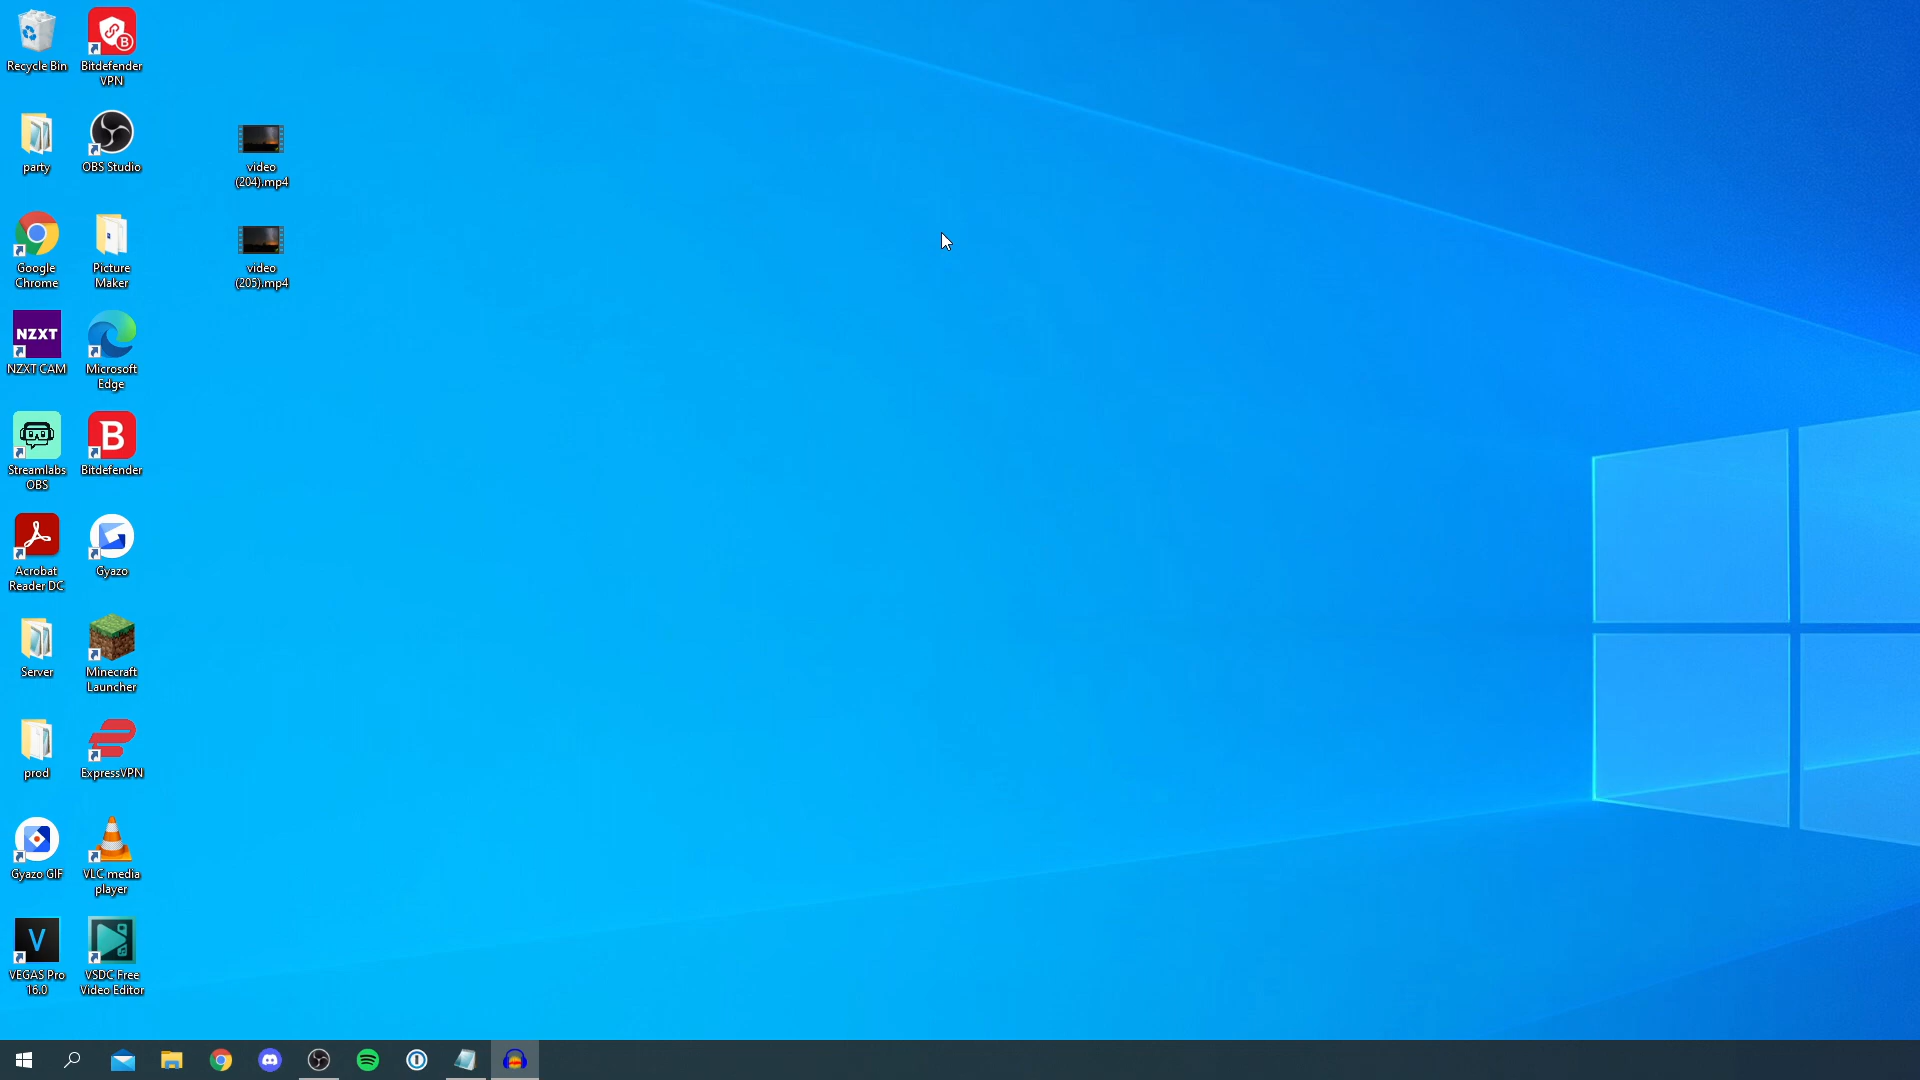 Recycle Bin
Bitdefender
VPN
party
OBS Studio
video
(204).mp4
Google
Chrome
Picture
Maker
video
(205).mp4
NZXT
NZXT CAM
Microsoft
Edge
Streamlabs
OBS
B
Bitdefender
Acrobat
Reader DC
Gyazo
Server
Minecraft
Launcher
prod
ExpressVPN
Gyazo GIF
VLC media
player
V
VEGAS Pro
16.0
VSDC Free
Video Editor